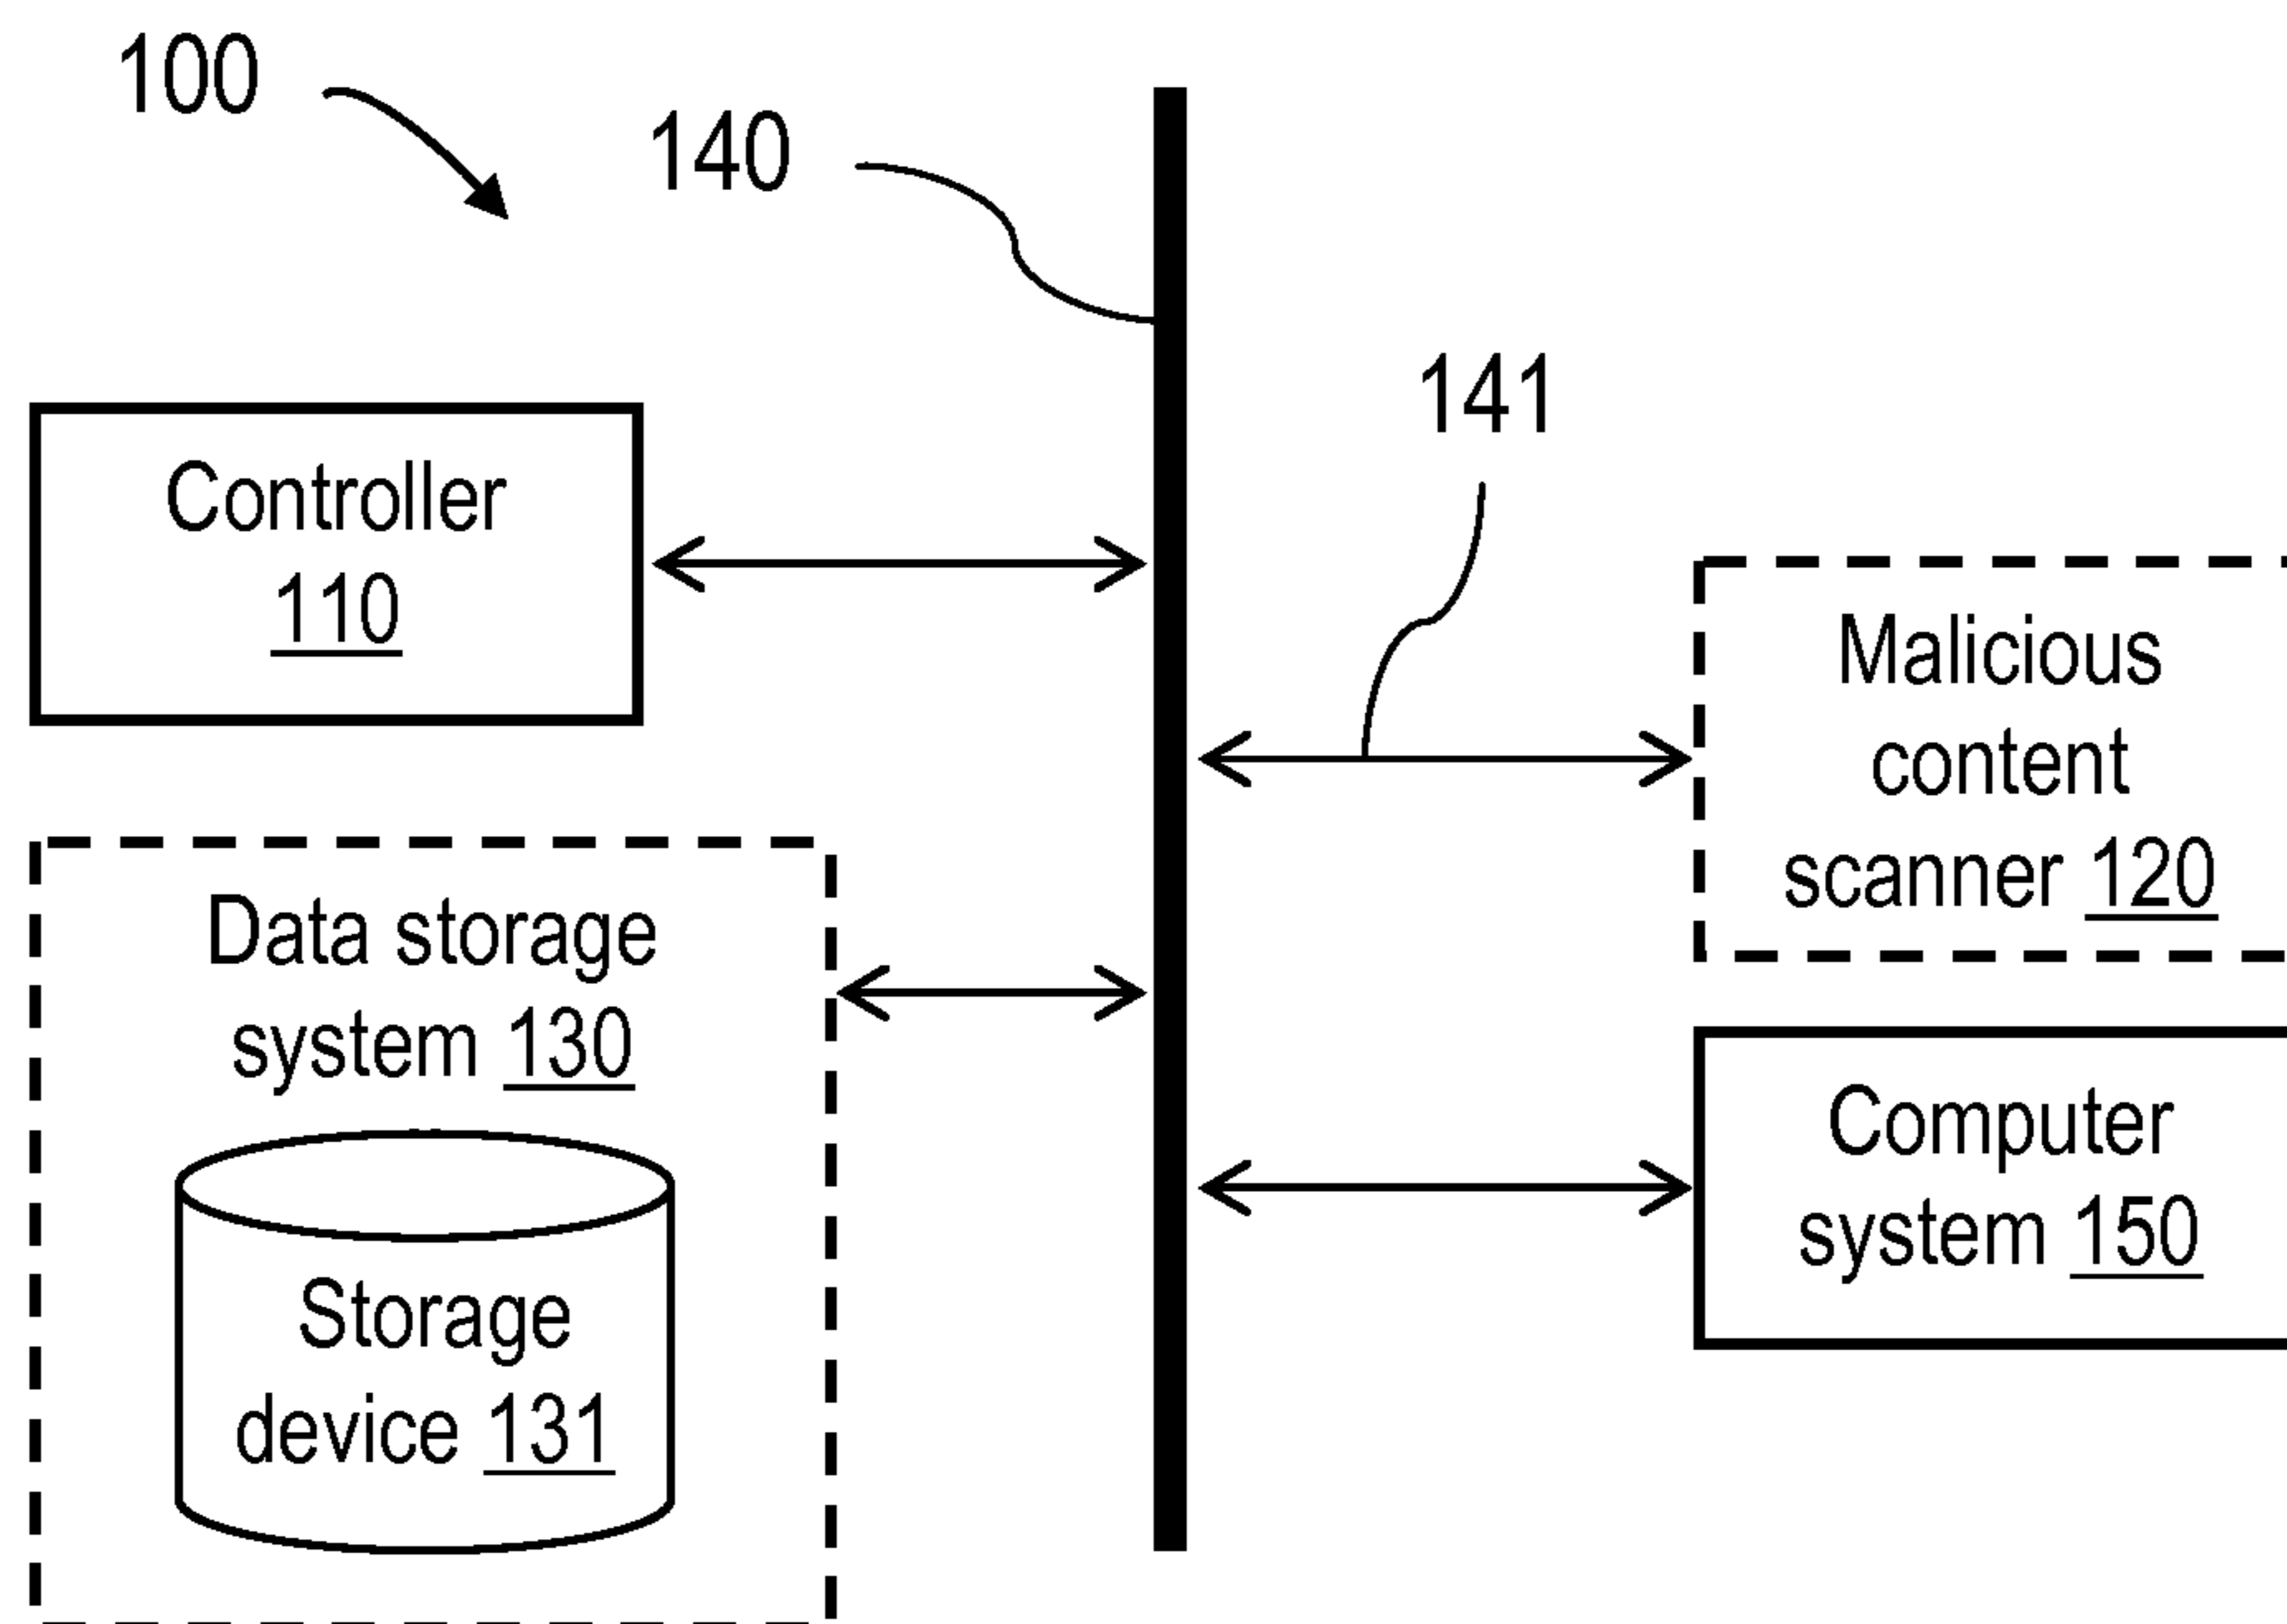 100
140
141
Controller
110
Malicious
content
scanner 120
Data storage
system 130
Computer
system 150
Storage
device 131